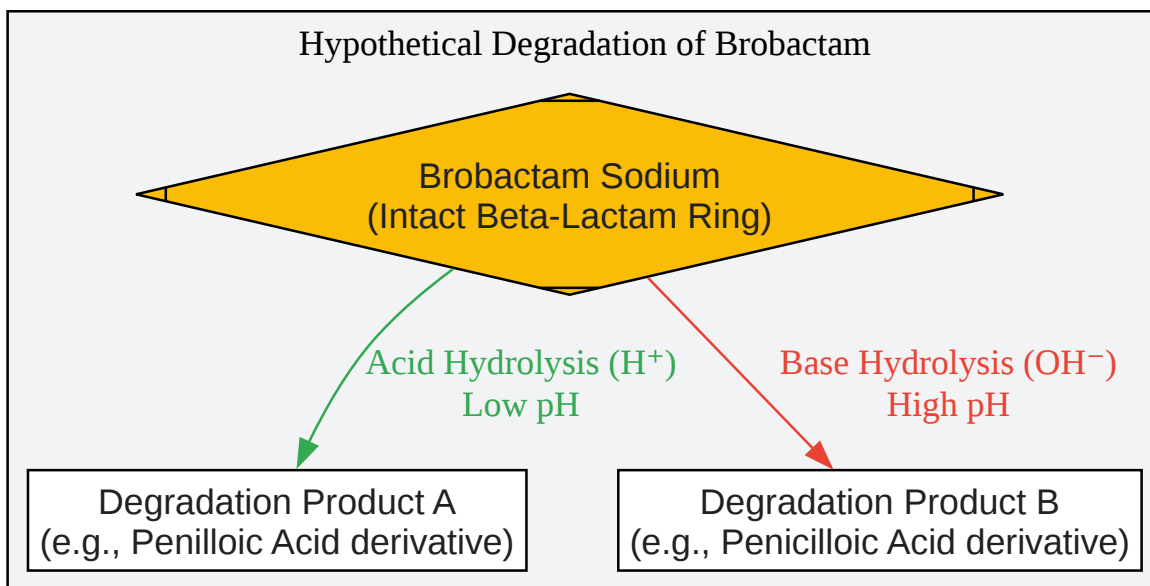 Hypothetical Degradation of Brobactam
Brobactam Sodium
(Intact Beta-Lactam Ring)
Acid Hydrolysis (H⁺)
Low pH
Base Hydrolysis (OH⁻)
High pH
Degradation Product A
(e.g., Penilloic Acid derivative)
Degradation Product B
(e.g., Penicilloic Acid derivative)